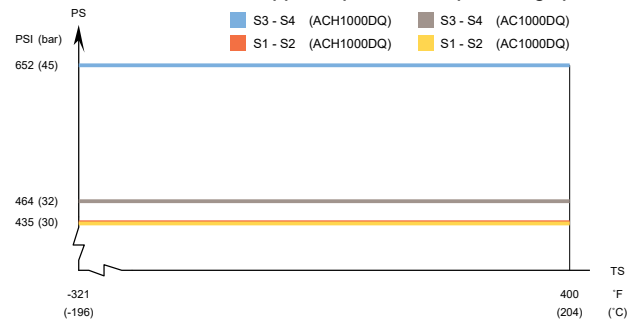 PS
S3 - S4 (ACH1000DQ) S3 - S4 (AC1000DQ)
PSI (bar) S1 - S2 (ACH1000DQ) S1 - S2 (AC1000DQ)
652 (45)
464 (32)
435 (30)
TS
-321 400 ˚F
(-196) (204) (˚C)